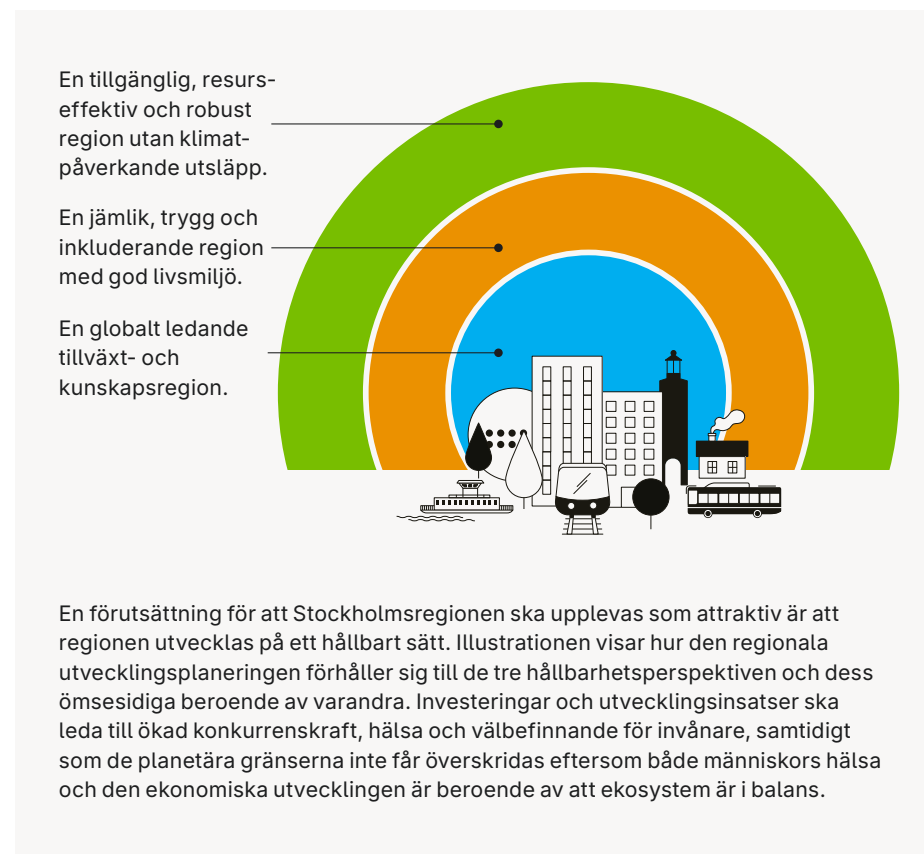 En tillgänglig, resurs-
effektiv och robust
region utan klimat-
påverkande utsläpp.
En jämlik, trygg och
inkluderande region
med god livsmiljö.
En globalt ledande
tillväxt- och
kunskapsregion.
En förutsättning för att Stockholmsregionen ska upplevas som attraktiv är att
regionen utvecklas på ett hållbart sätt. Illustrationen visar hur den regionala
utvecklingsplaneringen förhåller sig till de tre hållbarhetsperspektiven och dess
ömsesidiga beroende av varandra. Investeringar och utvecklingsinsatser ska
leda till ökad konkurrenskraft, hälsa och välbefinnande för invånare, samtidigt
som de planetära gränserna inte får överskridas eftersom både människors hälsa
och den ekonomiska utvecklingen är beroende av att ekosystem är i balans.